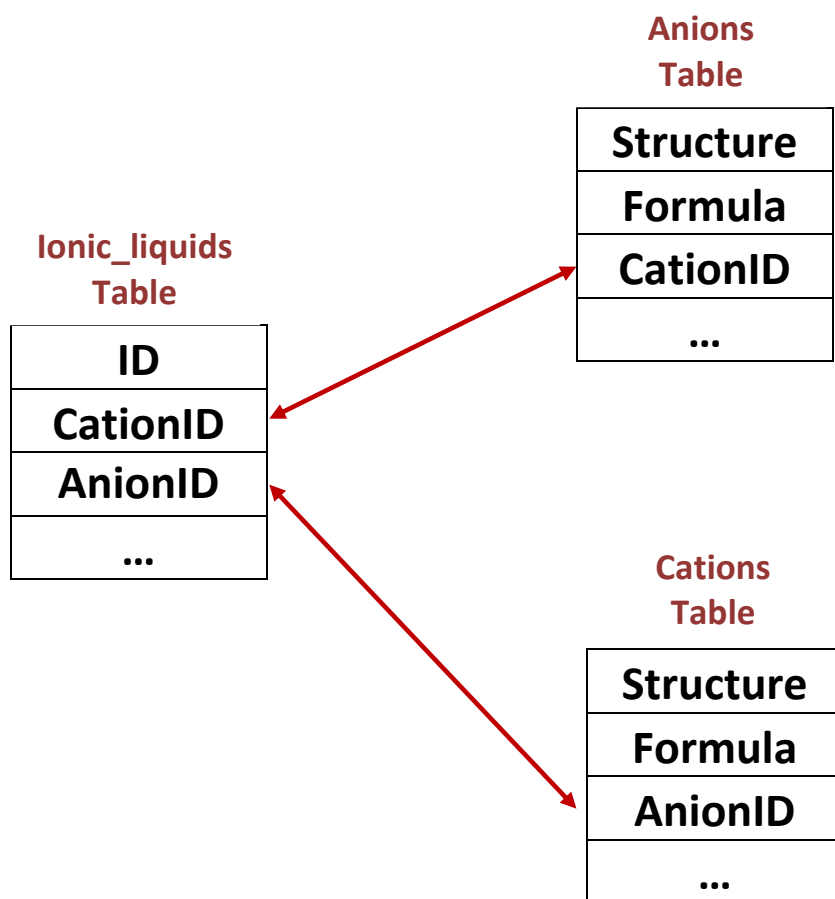 Anions
Table
Structure
Formula
CationID
...
Ionic_liquids
Table
ID
CationID
AnionID
...
Cations
Table
Structure
Formula
AnionID
...